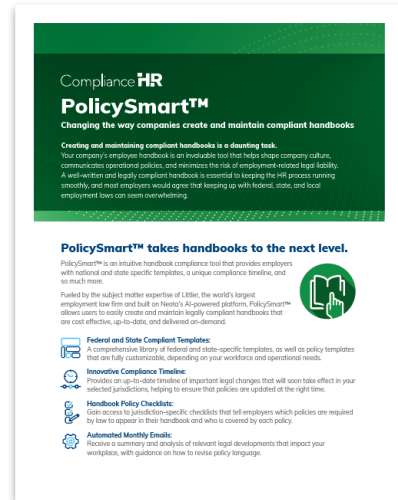 Compliance HR
PolicySmart™
Changing the way companies create and maintain compliant handbooks
Creating and maintaining compliant handbooks is a daunting task.
Your company's employee handbook is an invaluable tool that helps shape company culture,
communicates operational policies, and minimizes the risk of employment-related legal liability.
A well-written and legally compliant handbook is essential to keeping the HR process running
smoothly, and most employers would agree that keeping up with federal, state, and local
employment laws can seem overwhelming.
PolicySmart™ takes handbooks to the next level.
PolicySmart™ is an intuitive handbook compliance tool that provides employers
with national and state specific templates, a unique compliance timeline, and
so much more.
Fueled by the subject matter expertise of Littler, the world's largest
employment law firm and built on Neota's AI-powered platform, PolicySmart™
allows users to easily create and maintain legally compliant handbooks that
are cost effective, up-to-date, and delivered on-demand.
Federal and State Compliant Templates:
A comprehensive library of federal and state-specific templates, as well as policy templates
that are fully customizable, depending on your workforce and operational needs.
Innovative Compliance Timeline:
Provides an up-to-date timeline of important legal changes that will soon take effect in your
selected jurisdictions, helping to ensure that policies are updated at the right time.
Handbook Policy Checklists:
Gain access to jurisdiction-specific checklists that tell employers which policies are required
by law to appear in their handbook and who is covered by each policy.
Automated Monthly Emails:
Receive a summary and analysis of relevant legal developments that impact your
workplace, with guidance on how to revise policy language.